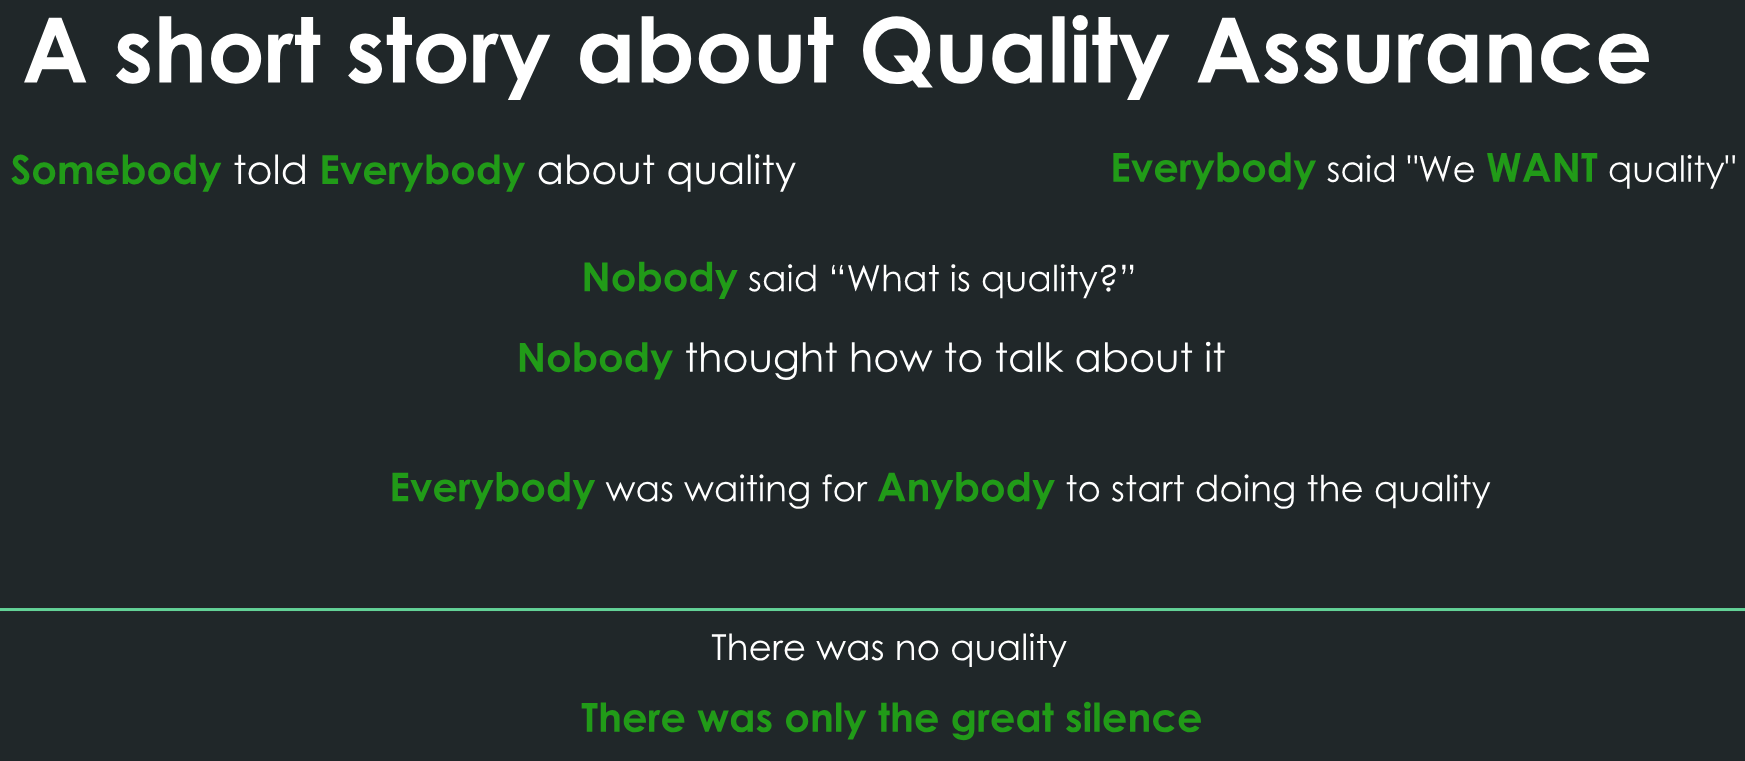 A short story about Quality Assurance
Somebody told Everybody about quality
Everybody said "We WANT quality"
Nobody said “What is quality?”
Nobody thought how to talk about it
Everybody was waiting for Anybody to start doing the quality
There was no quality
There was only the great silence